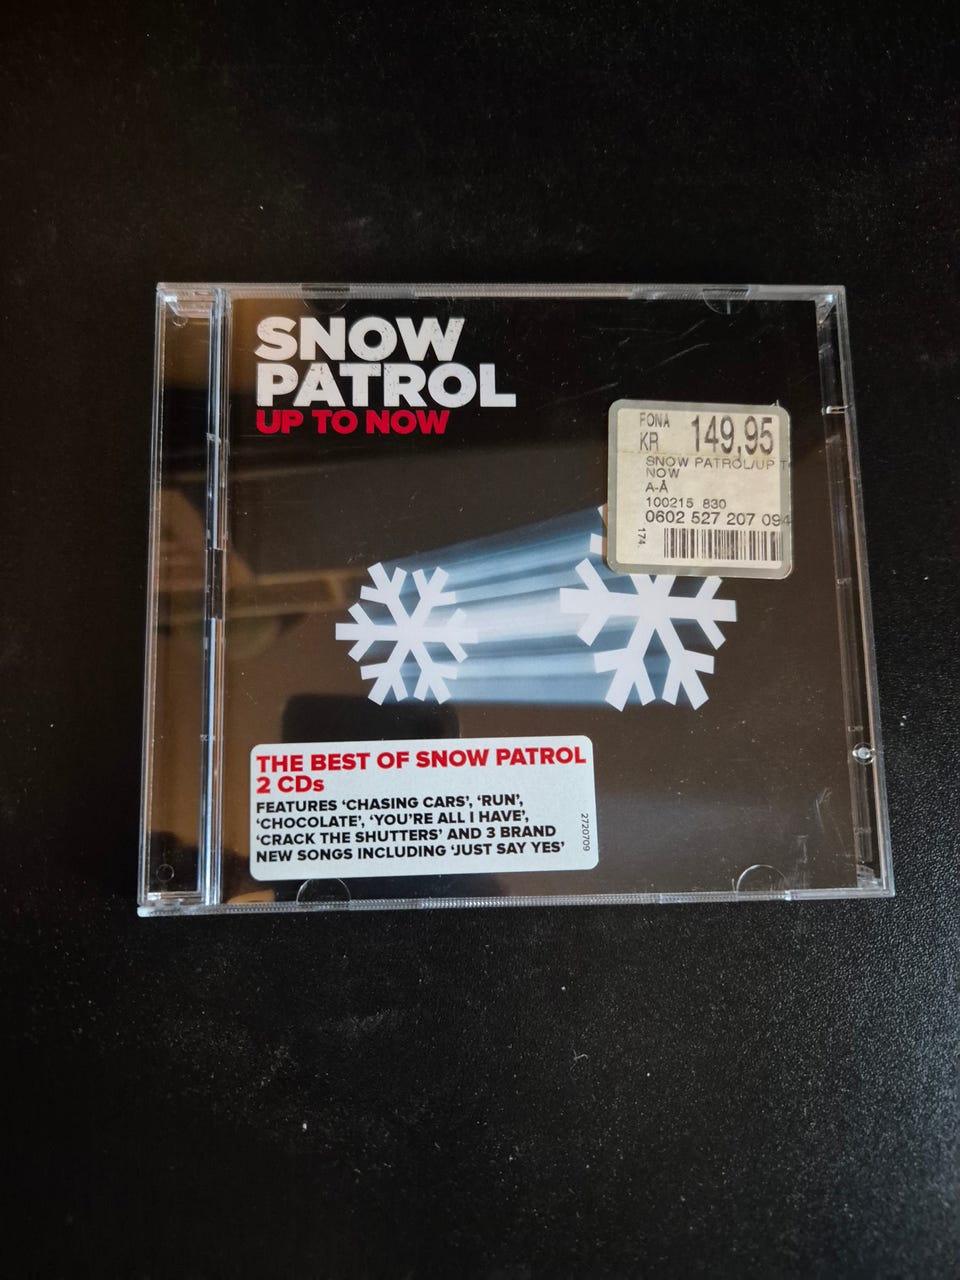 SNOW
PATROL
UP TO NOW
FONA
KR 149,95
SNOW PATROL/UP T
NOW
A-Å
100215 830
0602 527 207 094
174
THE BEST OF SNOW PATROL
2 CDs
FEATURES ‘CHASING CARS’, ‘RUN’,
‘CHOCOLATE’, ‘YOU’RE ALL I HAVE’,
‘CRACK THE SHUTTERS’ AND 3 BRAND
NEW SONGS INCLUDING ‘JUST SAY YES’
2720709